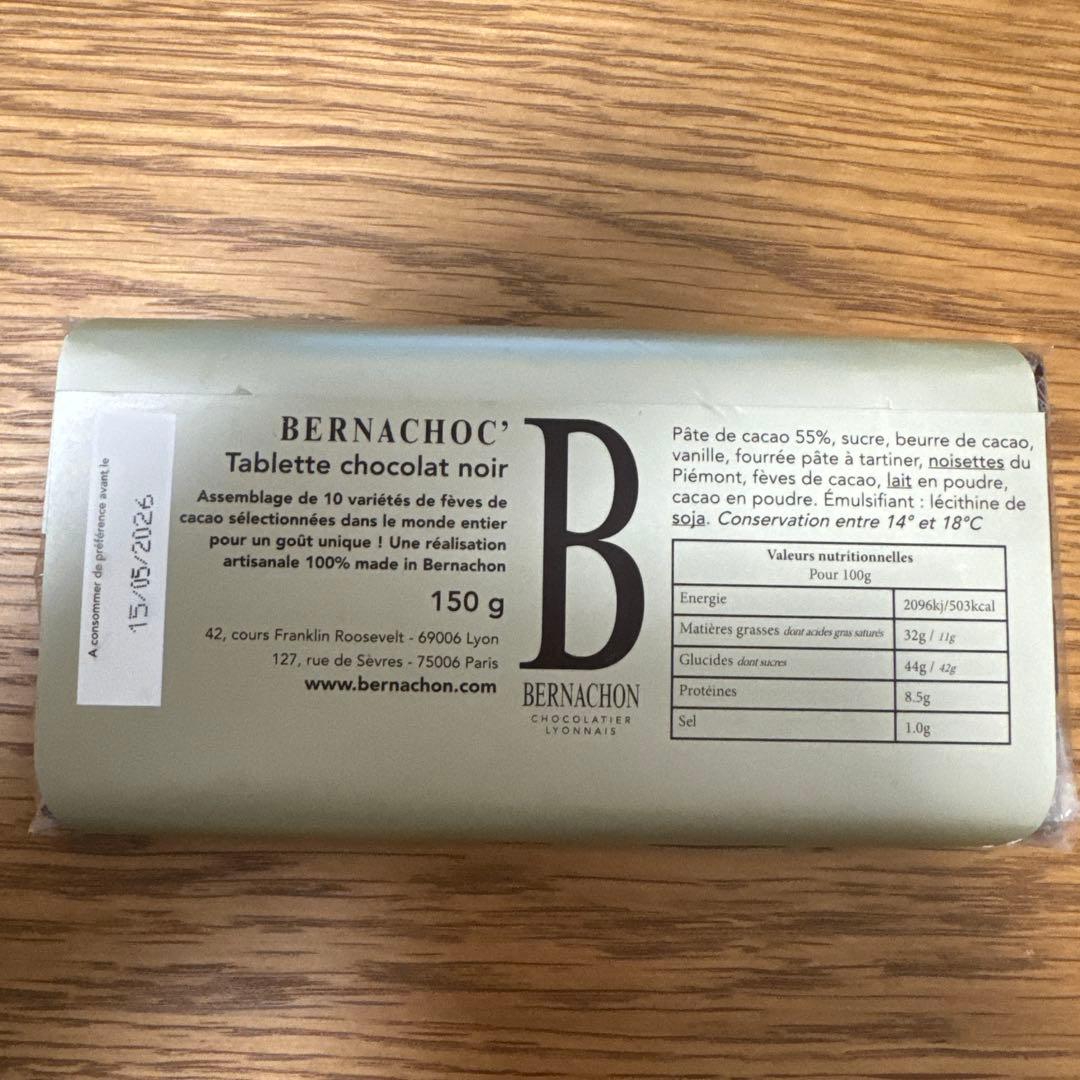 A consommer de préférence avant le
15/05/2026
BERNACHOC’
Tablette chocolat noir
Assemblage de 10 variétés de fèves de
cacao sélectionnées dans le monde entier
pour un goût unique ! Une réalisation
artisanale 100% made in Bernachon
150 g
42, cours Franklin Roosevelt - 69006 Lyon
127, rue de Sèvres - 75006 Paris
www.bernachon.com
B
BERNACHON
CHOCOLATIER
LYONNAIS
Pâte de cacao 55%, sucre, beurre de cacao,
vanille, fourrée pâte à tartiner, noisettes du
Piémont, fèves de cacao, lait en poudre,
cacao en poudre. Émulsifiant : lécithine de
soja. Conservation entre 14° et 18°C
Valeurs nutritionnelles
Pour 100g
Energie 2096kj/503kcal
Matières grasses dont acides gras saturés 32g / 11g
Glucides dont sucres 44g / 42g
Protéines 8.5g
Sel 1.0g